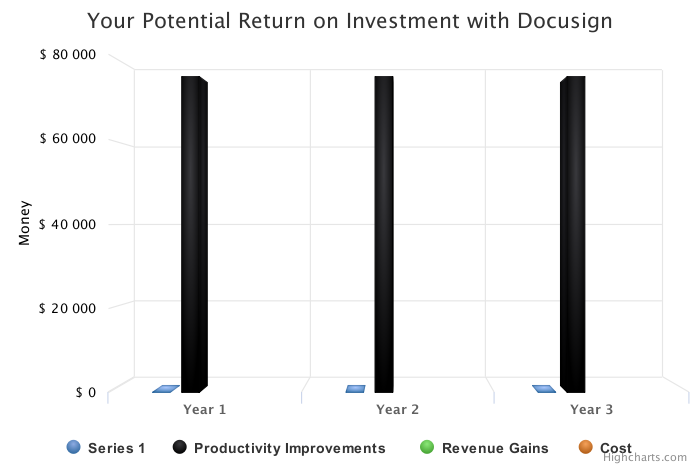 Your Potential Return on Investment with Docusign
$ 80 000
$ 60 000
$ 40 000
$ 20 000
$ 0
Money
Year 1
Year 2
Year 3
Series 1
Productivity Improvements
Revenue Gains
Cost
Highcharts.com